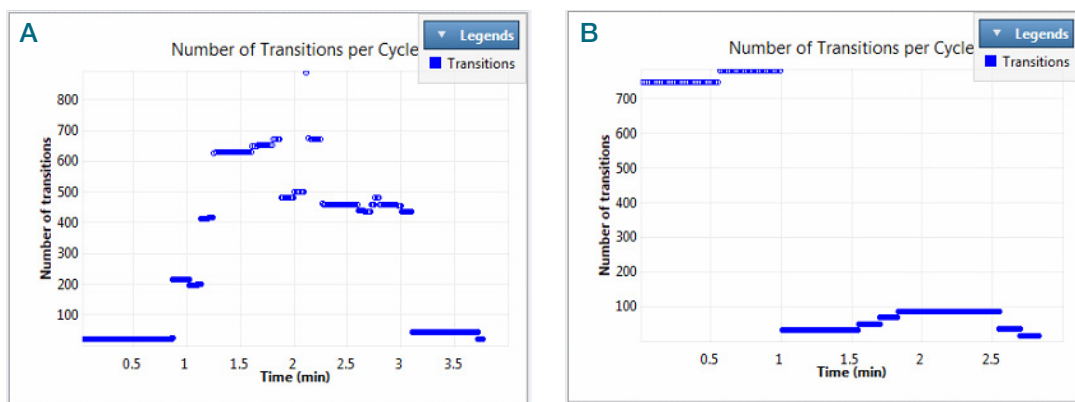 A
▼ Legends
Number of Transitions per Cycle
Transitions
Number of transitions
800
700
600
500
400
300
200
100
0.5 1 1.5 2 2.5 3 3.5
Time (min)
B
▼ Legends
Number of Transitions per Cycle
Transitions
Number of transitions
700
600
500
400
300
200
100
0.5 1 1.5 2 2.5
Time (min)